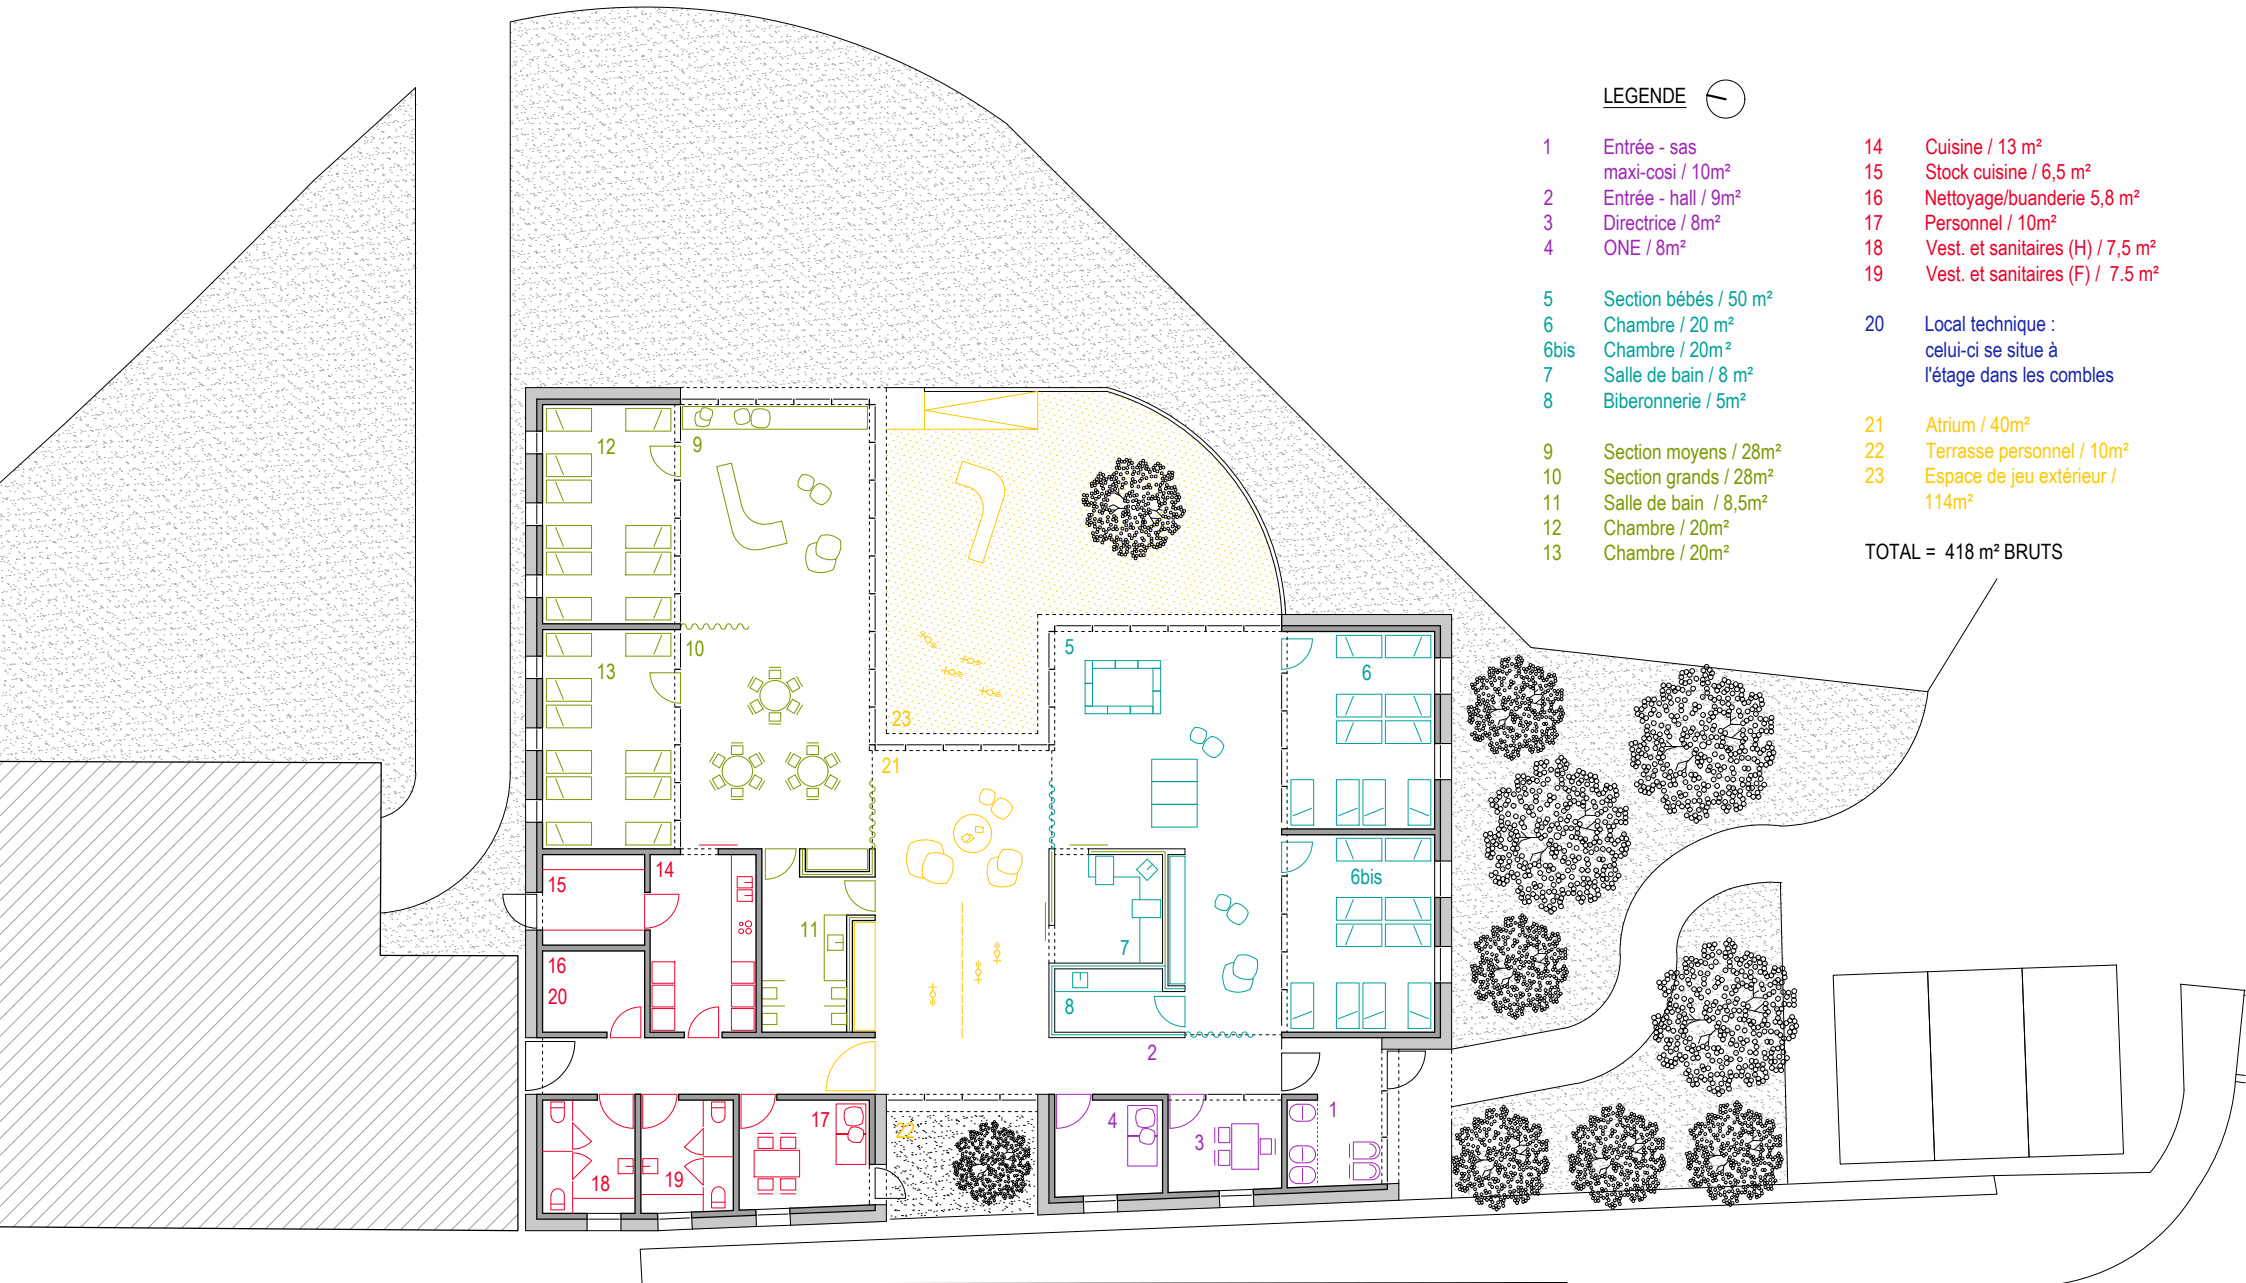 LEGENDE
1 Entrée - sas
maxi-cosi / 10m²
2 Entrée - hall / 9m²
3 Directrice / 8m²
4 ONE / 8m²
5 Section bébés / 50 m²
6 Chambre / 20 m²
6bis Chambre / 20m²
7 Salle de bain / 8 m²
8 Biberonnerie / 5m²
9 Section moyens / 28m²
10 Section grands / 28m²
11 Salle de bain / 8,5m²
12 Chambre / 20m²
13 Chambre / 20m²
14 Cuisine / 13 m²
15 Stock cuisine / 6,5 m²
16 Nettoyage/buanderie 5,8 m²
17 Personnel / 10m²
18 Vest. et sanitaires (H) / 7,5 m²
19 Vest. et sanitaires (F) / 7.5 m²
20 Local technique :
celui-ci se situe à
l'étage dans les combles
21 Atrium / 40m²
22 Terrasse personnel / 10m²
23 Espace de jeu extérieur /
114m²
TOTAL = 418 m² BRUTS
12
9
10
13
5
6
23
21
14
15
6bis
11
7
16
20
8
2
17
22
4
3
1
18
19